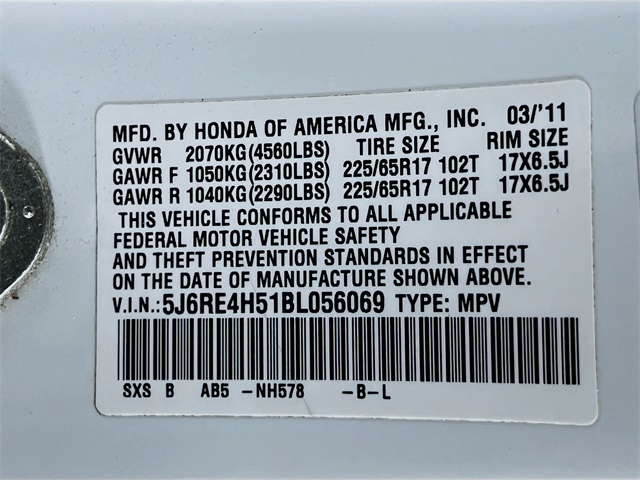 MFD. BY HONDA OF AMERICA MFG., INC. 03/'11
GVWR 2070KG(4560LBS) TIRE SIZE RIM SIZE
GAWR F 1050KG(2310LBS) 225/65R17 102T 17X6.5J
GAWR R 1040KG(2290LBS) 225/65R17 102T 17X6.5J
THIS VEHICLE CONFORMS TO ALL APPLICABLE
FEDERAL MOTOR VEHICLE SAFETY
AND THEFT PREVENTION STANDARDS IN EFFECT
ON THE DATE OF MANUFACTURE SHOWN ABOVE.
V.I.N.:5J6RE4H51BL056069 TYPE: MPV
SXS B AB5 -NH578 -B-L